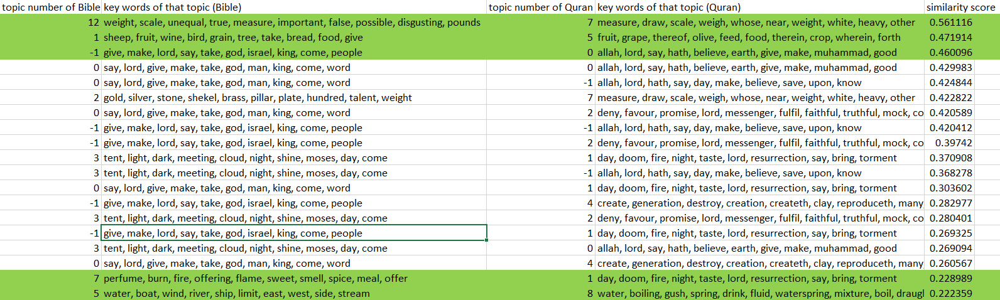 topic number of Bible key words of that topic (Bible) topic number of Quran key words of that topic (Quran) similarity score
12 weight, scale, unequal, true, measure, important, false, possible, disgusting, pounds 7 measure, draw, scale, weigh, whose, near, weight, white, heavy, other 0.561116
1 sheep, fruit, wine, bird, grain, tree, take, bread, food, give 5 fruit, grape, thereof, olive, feed, food, therein, crop, wherein, forth 0.471914
-1 give, make, lord, say, take, god, israel, king, come, people 0 allah, lord, say, hath, believe, earth, give, make, muhammad, good 0.460096
0 say, lord, give, make, take, god, man, king, come, word 0 allah, lord, say, hath, believe, earth, give, make, muhammad, good 0.429983
0 say, lord, give, make, take, god, man, king, come, word -1 allah, lord, hath, say, day, make, believe, save, upon, know 0.424844
2 gold, silver, stone, shekel, brass, pillar, plate, hundred, talent, weight 7 measure, draw, scale, weigh, whose, near, weight, white, heavy, other 0.422822
0 say, lord, give, make, take, god, man, king, come, word 2 deny, favour, promise, lord, messenger, fulfil, faithful, truthful, mock, co 0.420589
-1 give, make, lord, say, take, god, israel, king, come, people -1 allah, lord, hath, say, day, make, believe, save, upon, know 0.420412
-1 give, make, lord, say, take, god, israel, king, come, people 2 deny, favour, promise, lord, messenger, fulfil, faithful, truthful, mock, co 0.39742
3 tent, light, dark, meeting, cloud, night, shine, moses, day, come 1 day, doom, fire, night, taste, lord, resurrection, say, bring, torment 0.370908
3 tent, light, dark, meeting, cloud, night, shine, moses, day, come -1 allah, lord, hath, say, day, make, believe, save, upon, know 0.368278
0 say, lord, give, make, take, god, man, king, come, word 1 day, doom, fire, night, taste, lord, resurrection, say, bring, torment 0.303602
-1 give, make, lord, say, take, god, israel, king, come, people 4 create, generation, destroy, creation, createth, clay, reproduceth, many 0.282977
3 tent, light, dark, meeting, cloud, night, shine, moses, day, come 2 deny, favour, promise, lord, messenger, fulfil, faithful, truthful, mock, co 0.280401
-1 give, make, lord, say, take, god, israel, king, come, people 1 day, doom, fire, night, taste, lord, resurrection, say, bring, torment 0.269325
3 tent, light, dark, meeting, cloud, night, shine, moses, day, come 0 allah, lord, say, hath, believe, earth, give, make, muhammad, good 0.269094
0 say, lord, give, make, take, god, man, king, come, word 4 create, generation, destroy, creation, createth, clay, reproduceth, many 0.260567
7 perfume, burn, fire, offering, flame, sweet, smell, spice, meal, offer 1 day, doom, fire, night, taste, lord, resurrection, say, bring, torment 0.228989
5 water, boat, wind, river, ship, limit, east, west, side, stream 8 water, boiling, gush, spring, drink, fluid, waterspring, mixture, boil, draugl 0.222359